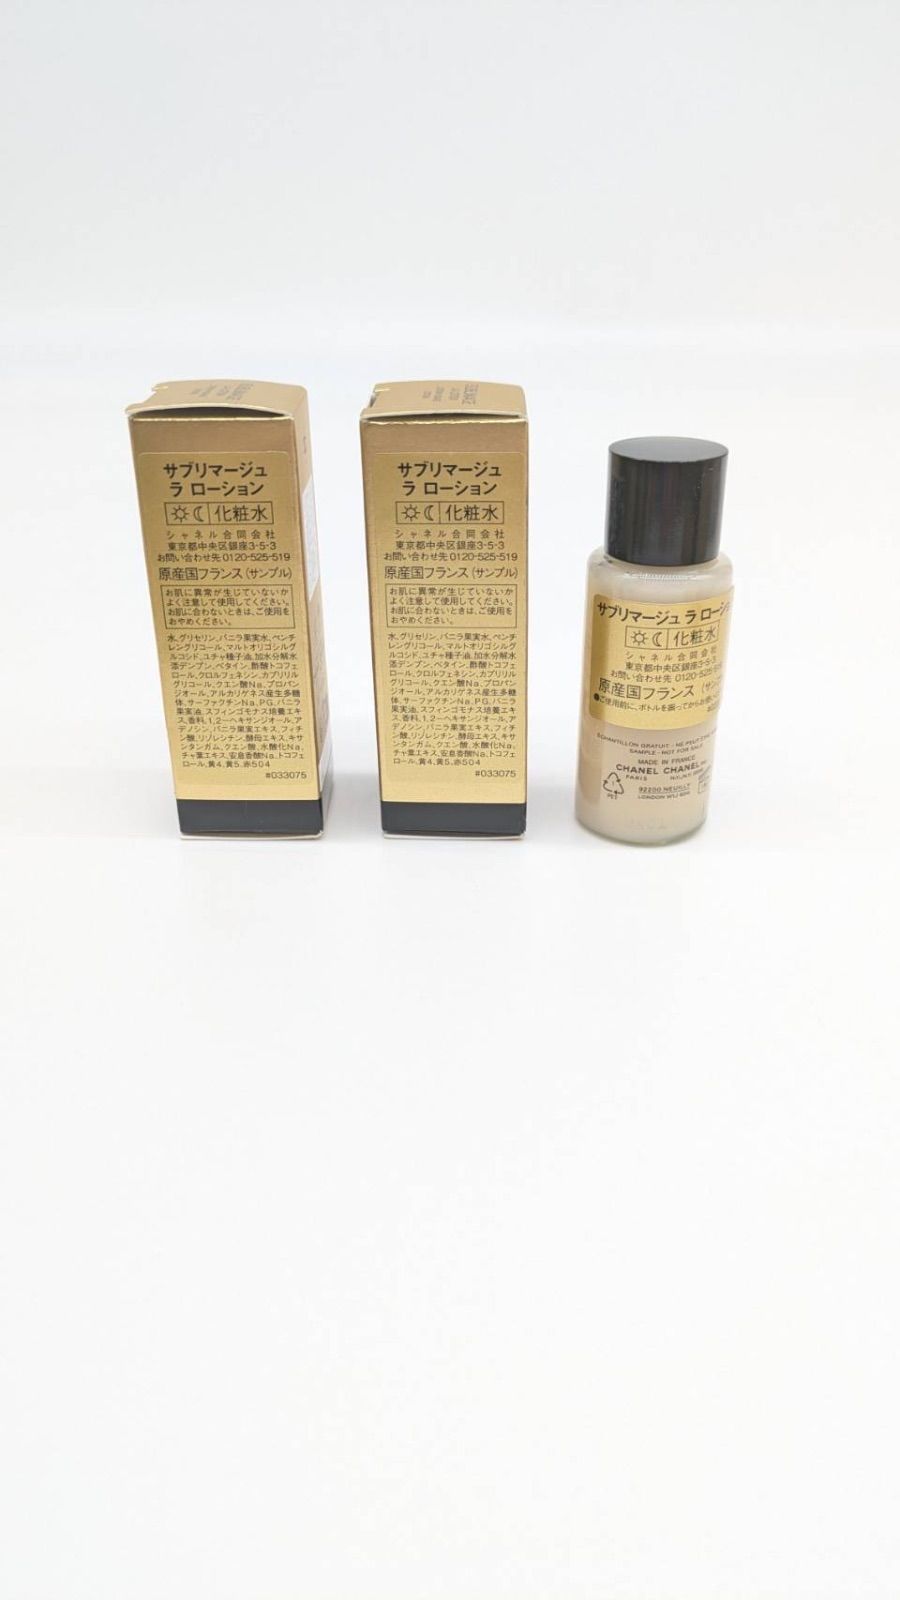 サブリマージュ
ラ ローション
化粧水
シャネル合同会社
東京都中央区銀座3-5-3
お問い合わせ先 0120-525-519
原産国フランス(サンプル)
お肌に異常が生じていないか
よく注意して使用してください。
お肌に合わないときは、ご使用を
おやめください。
水,グリセリン,バニラ果実水,ペンチ
レングリコール,マルトオリゴシルグ
ルコシド,ユチャ種子油,加水分解水
添デンプン,ベタイン,酢酸トコフェ
ロール,クロルフェネシン,カプリリル
グリコール,クエン酸Na,プロパン
ジオール,アルカリゲネス産生多糖
体,サーファクチンNa,PG,バニラ
果実油,スフィンゴモナス培養エキ
ス,香料,1,2-ヘキサンジオール,ア
デノシン,バニラ果実エキス,フィチ
ン酸,リゾレシチン,酵母エキス,キサ
ンタンガム,クエン酸,水酸化Na,
チャ葉エキス,安息香酸Na,トコフェ
ロール,黄4,黄5,赤504
#033075
サブリマージュ
ラ ローション
化粧水
シャネル合同会社
東京都中央区銀座3-5-3
お問い合わせ先 0120-525-519
原産国フランス(サンプル)
お肌に異常が生じていないか
よく注意して使用してください。
お肌に合わないときは、ご使用を
おやめください。
水,グリセリン,バニラ果実水,ペンチ
レングリコール,マルトオリゴシルグ
ルコシド,ユチャ種子油,加水分解水
添デンプン,ベタイン,酢酸トコフェ
ロール,クロルフェネシン,カプリリル
グリコール,クエン酸Na,プロパン
ジオール,アルカリゲネス産生多糖
体,サーファクチンNa,PG,バニラ
果実油,スフィンゴモナス培養エキ
ス,香料,1,2-ヘキサンジオール,ア
デノシン,バニラ果実エキス,フィチ
ン酸,リゾレシチン,酵母エキス,キサ
ンタンガム,クエン酸,水酸化Na,
チャ葉エキス,安息香酸Na,トコフェ
ロール,黄4,黄5,赤504
#033075
サブリマージュ ラ ローショ
化粧水
シャネル合同会社
東京都中央区銀座3-5-3
お問い合わせ先 0120-525
原産国フランス
●ご使用前に、ボトルを振ってからお使い
ECHANTILLON GRATUIT - NE PEUT ETRE
SAMPLE - NOT FOR SALE
MADE IN FRANCE
CHANEL CHANEL
PARIS
92200 NEUILLY
LONDON W1J
PET